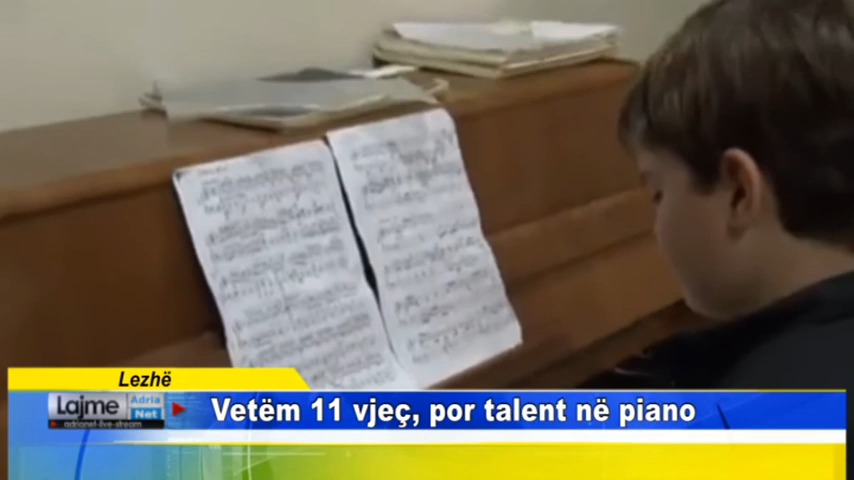 Lezhë
Lajme Adria Net
adrianet-live-stream
Vetëm 11 vjeç, por talent në piano